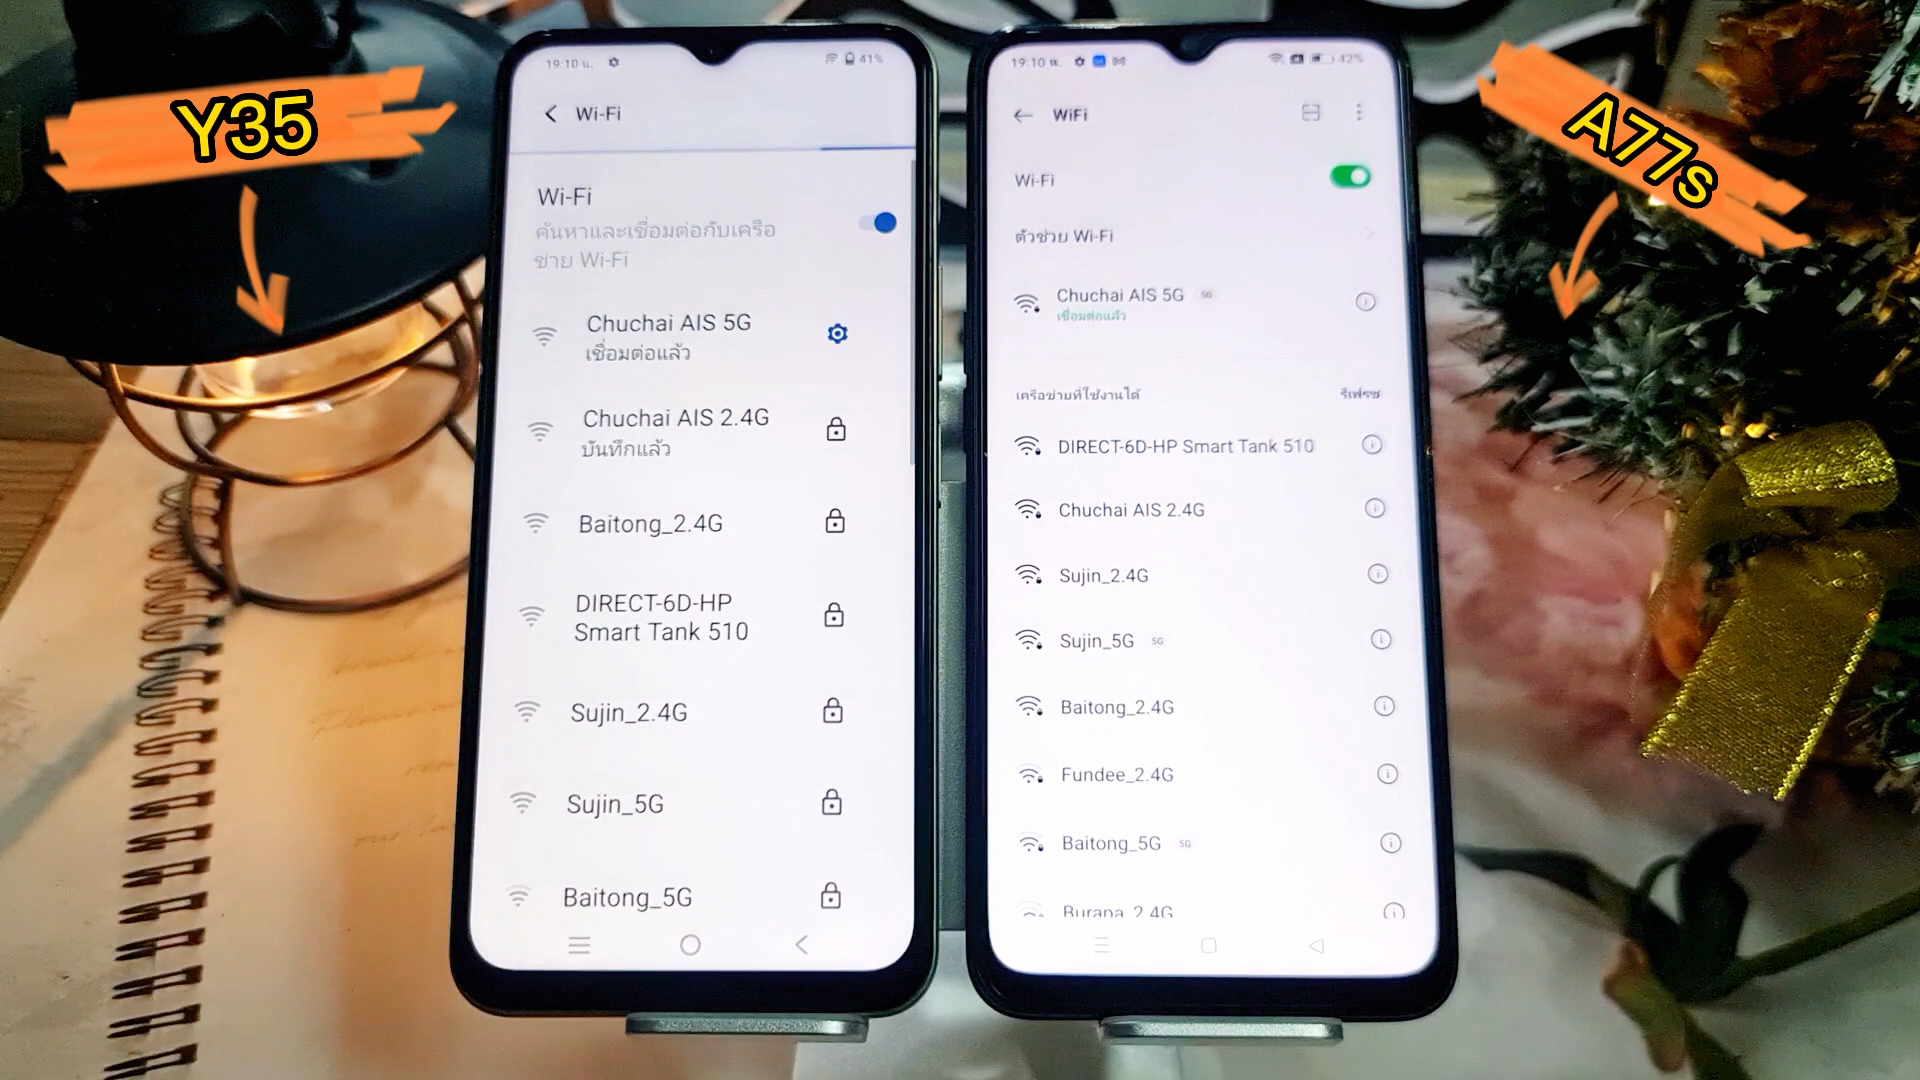 Y35
A77s
19:10 น.
41%
Wi-Fi
Wi-Fi
ค้นหาและเชื่อมต่อกับเครือ
ข่าย Wi-Fi
Chuchai AIS 5G
เชื่อมต่อแล้ว
Chuchai AIS 2.4G
บันทึกแล้ว
Baitong_2.4G
DIRECT-6D-HP
Smart Tank 510
Sujin_2.4G
Sujin_5G
Baitong_5G
19:10 น.
42%
WiFi
Wi-Fi
ตัวช่วย Wi-Fi
Chuchai AIS 5G 5G
เชื่อมต่อแล้ว
เครือข่ายที่ใช้งานได้ รีเฟรช
DIRECT-6D-HP Smart Tank 510
Chuchai AIS 2.4G
Sujin_2.4G
Sujin_5G 5G
Baitong_2.4G
Fundee_2.4G
Baitong_5G 5G
Burapa_2.4G